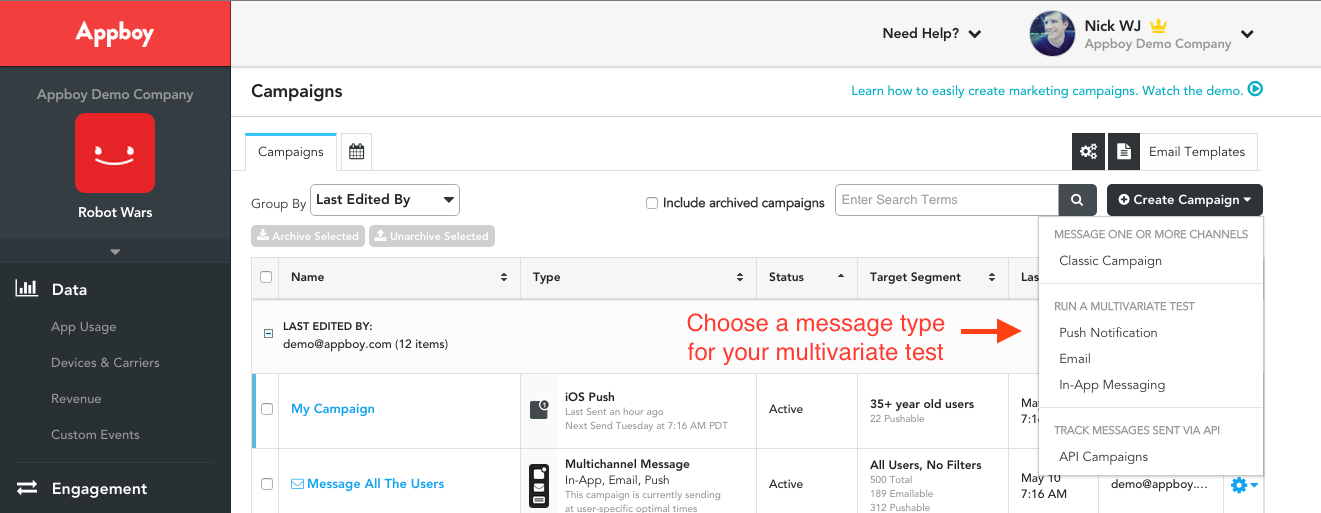 Appboy
Need Help?
Nick WJ
Appboy Demo Company
Appboy Demo Company
Robot Wars
Data
App Usage
Devices & Carriers
Revenue
Custom Events
Engagement
Campaigns
Learn how to easily create marketing campaigns. Watch the demo.
Campaigns
Email Templates
Group By
Last Edited By
Include archived campaigns
Enter Search Terms
Create Campaign
Archive Selected
Unarchive Selected
MESSAGE ONE OR MORE CHANNELS
Classic Campaign
RUN A MULTIVARIATE TEST
Push Notification
Email
In-App Messaging
TRACK MESSAGES SENT VIA API
API Campaigns
Name
Type
Status
Target Segment
Las
LAST EDITED BY:
demo@appboy.com (12 items)
Choose a message type
for your multivariate test
My Campaign
iOS Push
Last Sent an hour ago
Next Send Tuesday at 7:16 AM PDT
Active
35+ year old users
22 Pushable
May
7:1
Message All The Users
Multichannel Message
In-App, Email, Push
This campaign is currently sending
at user-specific optimal times
Active
All Users, No Filters
500 Total
189 Emailable
312 Pushable
May 10
7:16 AM
demo@appboy....